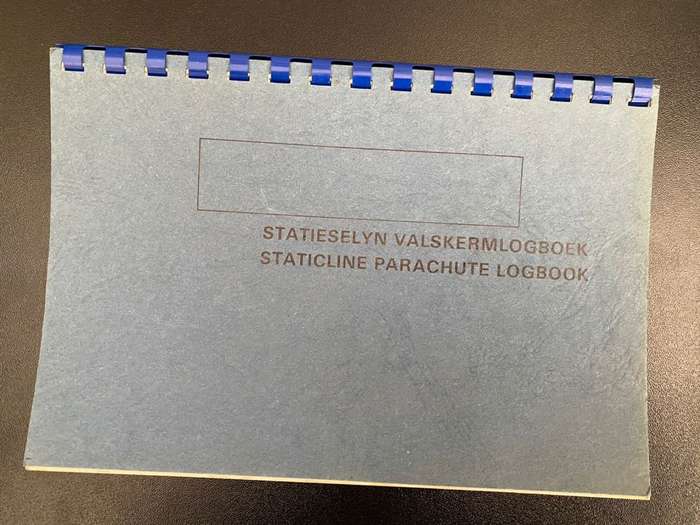 STATIESELYN VALSKERMLOGBOEK
STATICLINE PARACHUTE LOGBOOK